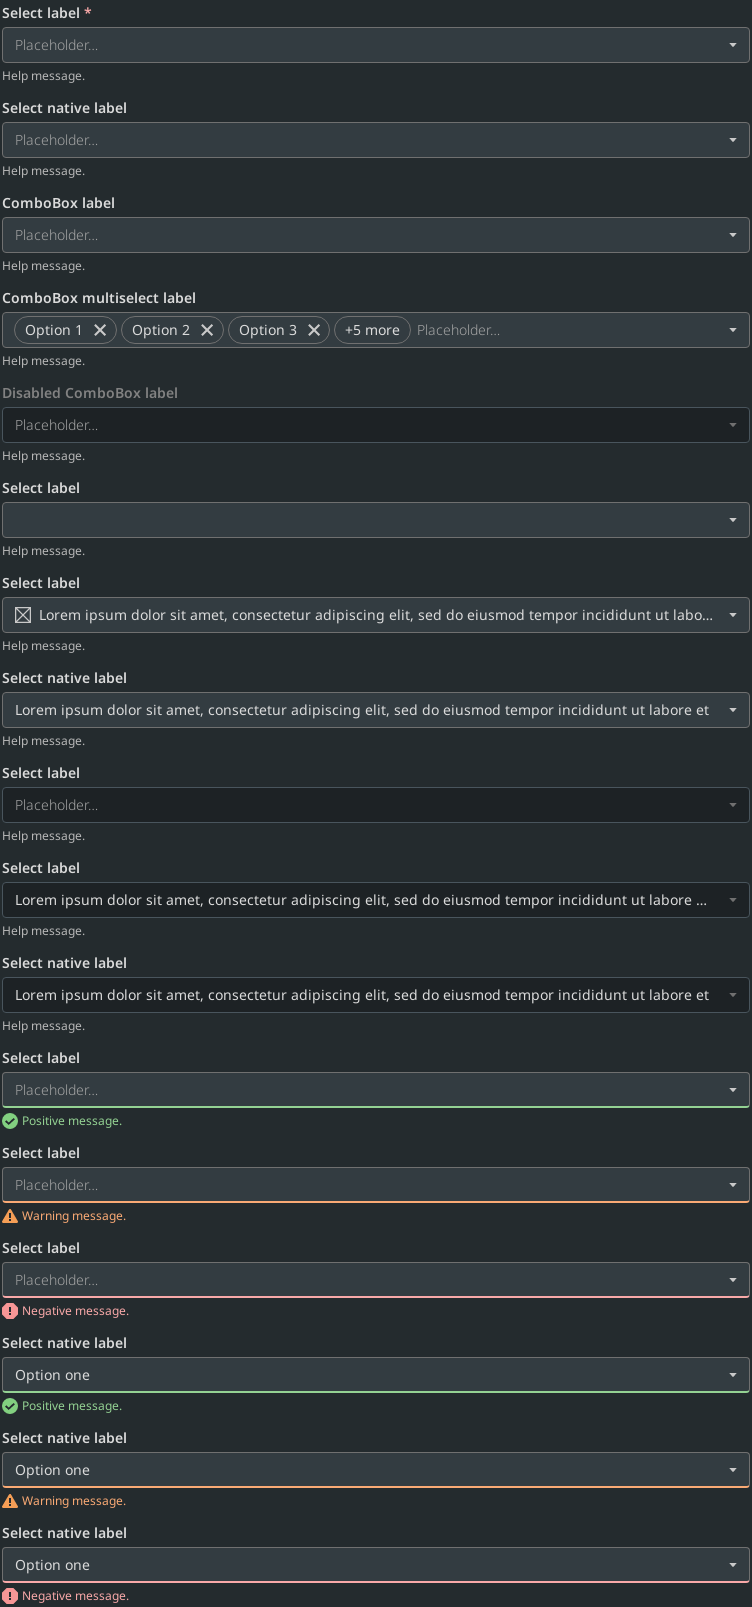 Select label *
Placeholder...
Help message.
Select native label
Placeholder...
Help message.
ComboBox label
Placeholder...
Help message.
ComboBox multiselect label
Option 1 Option 2 Option 3 +5 more Placeholder...
Help message.
Disabled ComboBox label
Placeholder...
Help message.
Select label
Help message.
Select label
Lorem ipsum dolor sit amet, consectetur adipiscing elit, sed do eiusmod tempor incididunt ut labo...
Help message.
Select native label
Lorem ipsum dolor sit amet, consectetur adipiscing elit, sed do eiusmod tempor incididunt ut labore et
Help message.
Select label
Placeholder...
Help message.
Select label
Lorem ipsum dolor sit amet, consectetur adipiscing elit, sed do eiusmod tempor incididunt ut labore ...
Help message.
Select native label
Lorem ipsum dolor sit amet, consectetur adipiscing elit, sed do eiusmod tempor incididunt ut labore et
Help message.
Select label
Placeholder...
Positive message.
Select label
Placeholder...
Warning message.
Select label
Placeholder...
Negative message.
Select native label
Option one
Positive message.
Select native label
Option one
Warning message.
Select native label
Option one
Negative message.